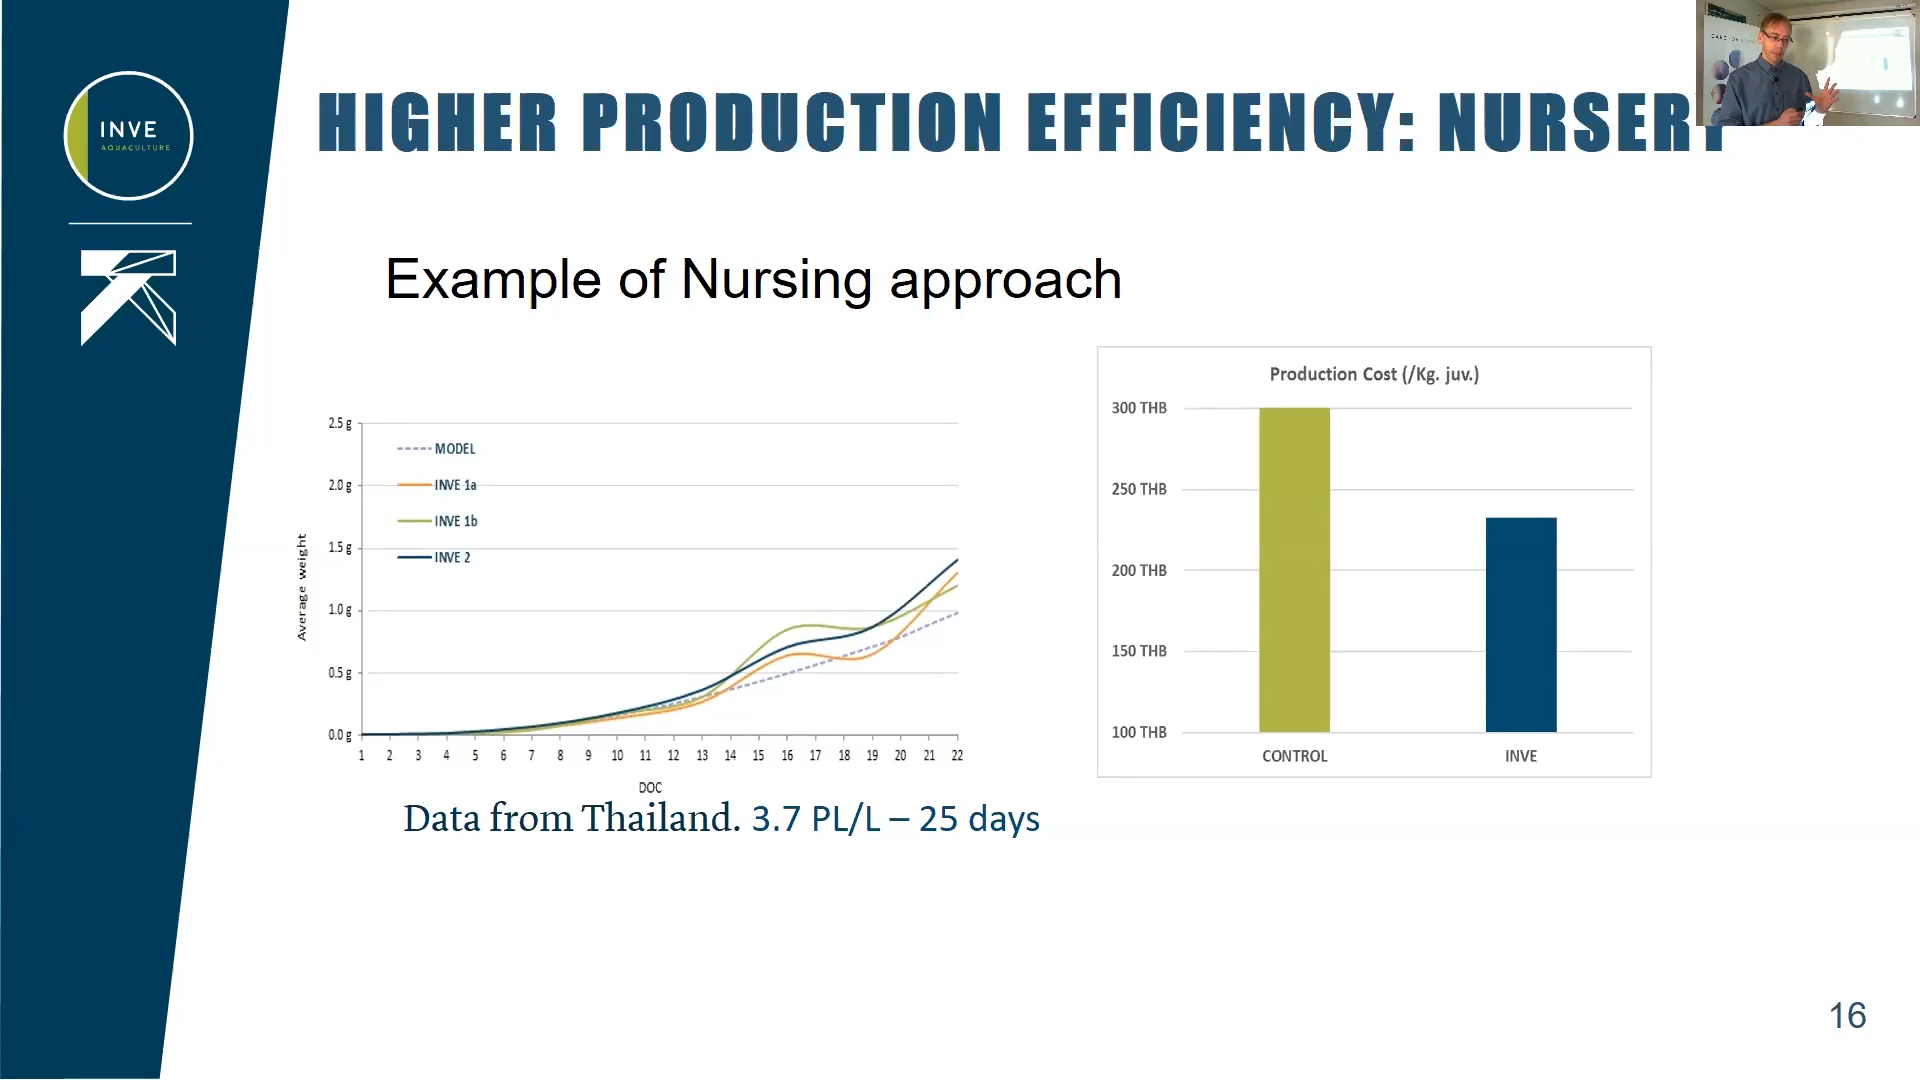 INVE
AQUACULTURE
HIGHER PRODUCTION EFFICIENCY: NURSERY
Example of Nursing approach
2.5 g
2.0 g
1.5 g
1.0 g
0.5 g
0.0 g
Average weight
MODEL
INVE 1a
INVE 1b
INVE 2
1 2 3 4 5 6 7 8 9 10 11 12 13 14 15 16 17 18 19 20 21 22
DOC
Data from Thailand. 3.7 PL/L – 25 days
Production Cost (/Kg. juv.)
300 THB
250 THB
200 THB
150 THB
100 THB
CONTROL INVE
16